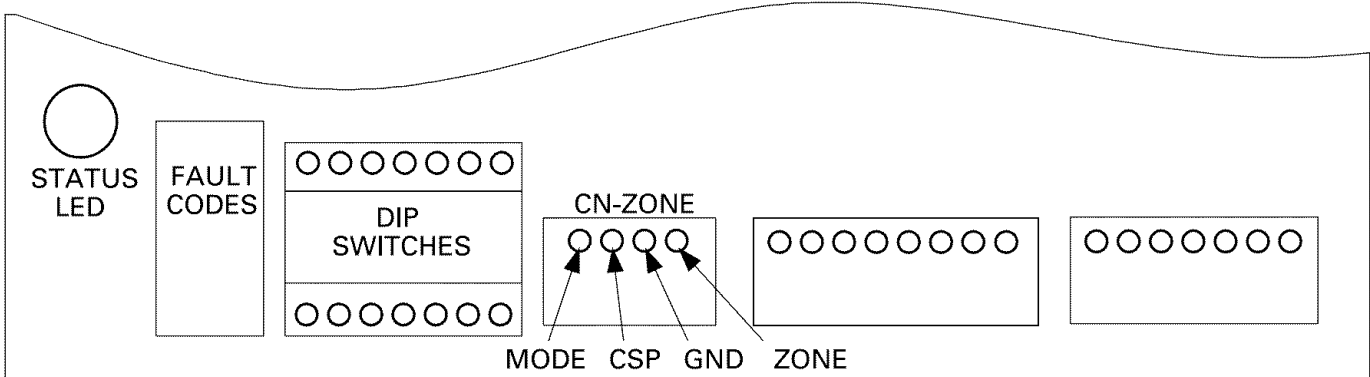 STATUS
LED
FAULT
CODES
DIP
SWITCHES
CN-ZONE
MODE CSP GND ZONE